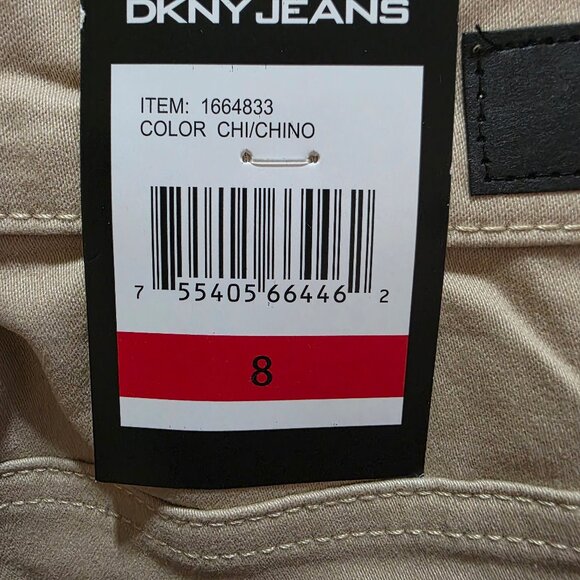 DKNY JEANS
ITEM: 1664833
COLOR CHI/CHINO
7 55405 66446 2
8